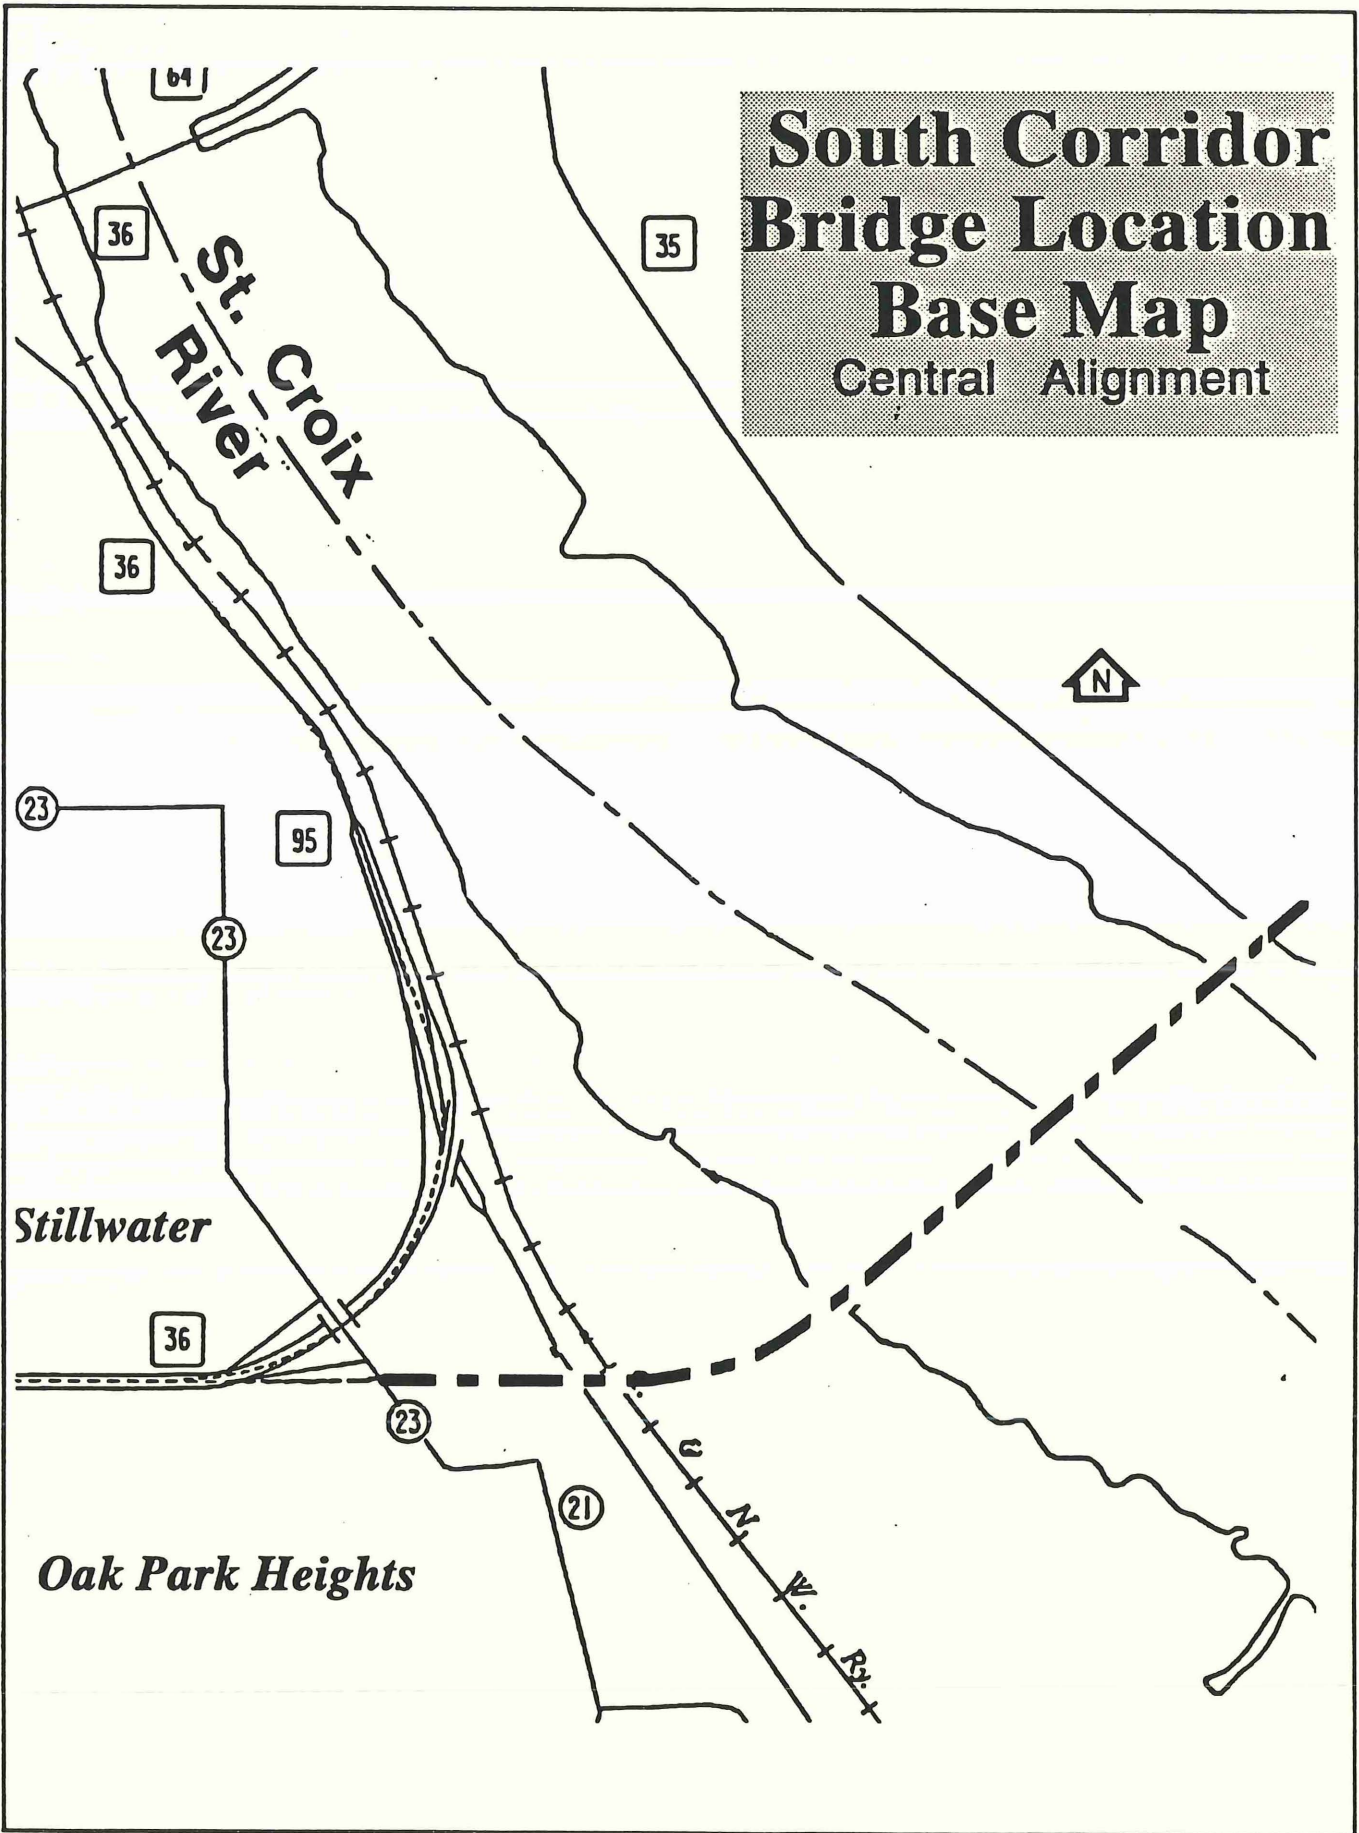 64
South Corridor
Bridge Location
Base Map
Central Alignment
36
35
St. Croix
River
36
N
23
95
23
Stillwater
36
23
21
C
N.
W.
Ry.
Oak Park Heights